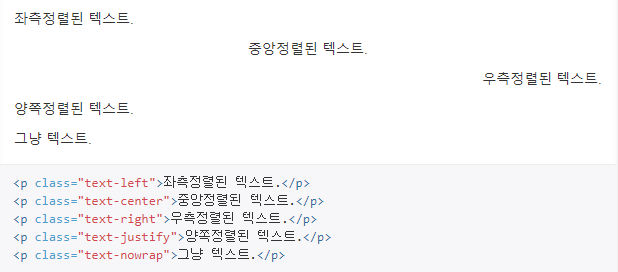 좌측정렬된 텍스트.
중앙정렬된 텍스트.
우측정렬된 텍스트.
양쪽정렬된 텍스트.
그냥 텍스트.
<p class="text-left">좌측정렬된 텍스트.</p>
<p class="text-center">중앙정렬된 텍스트.</p>
<p class="text-right">우측정렬된 텍스트.</p>
<p class="text-justify">양쪽정렬된 텍스트.</p>
<p class="text-nowrap">그냥 텍스트.</p>